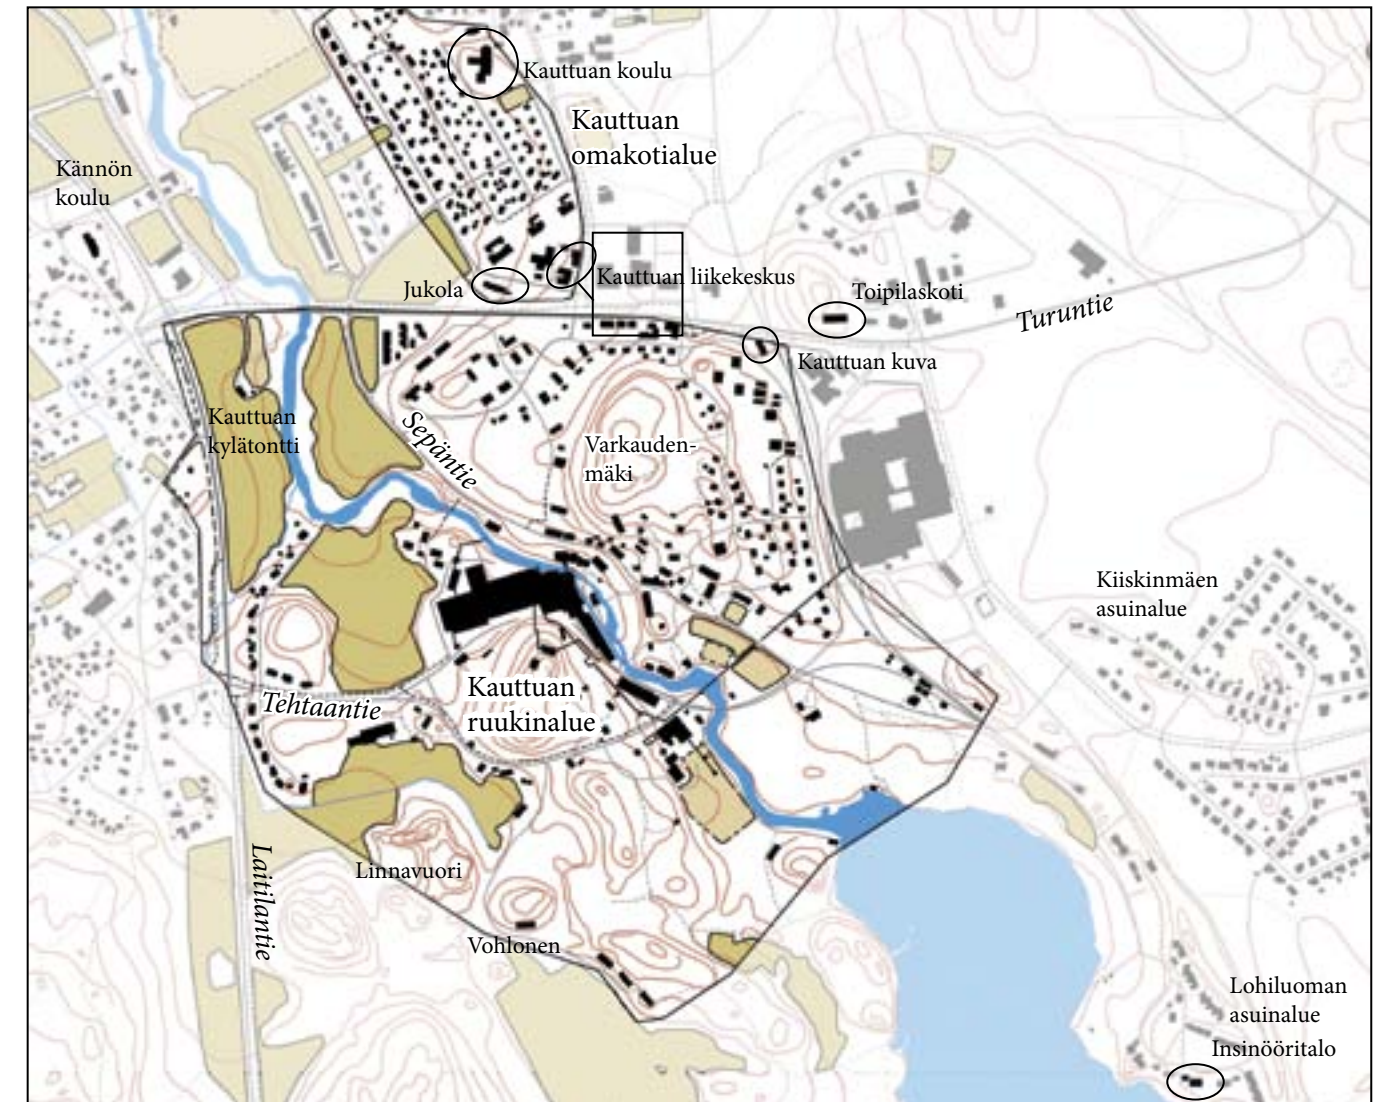 Kauttuan koulu
Kauttuan
omakotialue
Kännön
koulu
Kauttuan liikekeskus
Jukola
Toipilaskoti
Turuntie
Kauttuan kuva
Kauttuan
kylätontti
Sepäntie
Varkauden-
mäki
Kiiskinmäen
asuinalue
Kauttuan
ruukinalue
Tehtaantie
Laitilantie
Linnavuori
Vohlonen
Lohiluoman
asuinalue
Insinööritalo